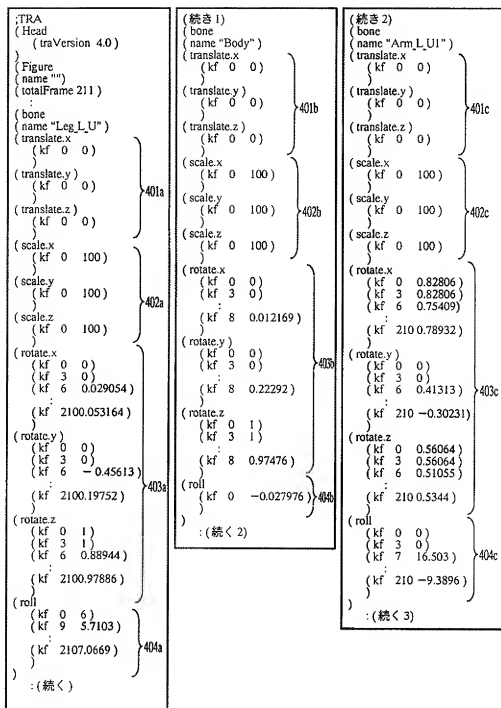 ;TRA
( Head
( traVersion 4.0 )
)
( Figure
( name "")
( totalFrame 211 )
:
( bone
( name “Leg_L_U” )
( translate.x
( kf 0 0 )
)
( translate.y )
( kf 0 0 )
)
( translate.z )
( kf 0 0 )
)
401a
( scale.x
( kf 0 100 )
)
( scale.y
( kf 0 100 )
)
( scale.z
( kf 0 100 )
)
402a
( rotate.x
( kf 0 0 )
( kf 3 0 )
( kf 6 0.029054 )
:
( kf 2100.053164 )
)
( rotate.y )
( kf 0 0 )
( kf 3 0 )
( kf 6 －0.45613 )
:
( kf 2100.19752 )
)
( rotate.z
( kf 0 1 )
( kf 3 1 )
( kf 6 0.88944 )
:
( kf 2100.97886 )
)
403a
( roll
( kf 0 6 )
( kf 9 5.7103 )
:
( kf 2107.0669 )
)
404a
)
: (続く)
(続き 1)
( bone
( name “Body” )
( translate.x
( kf 0 0 )
)
( translate.y )
( kf 0 0 )
)
( translate.z )
( kf 0 0 )
)
401b
( scale.x
( kf 0 100 )
)
( scale.y
( kf 0 100 )
)
( scale.z
( kf 0 100 )
)
402b
( rotate.x
( kf 0 0 )
( kf 3 0 )
:
( kf 8 0.012169 )
)
( rotate.y )
( kf 0 0 )
( kf 3 0 )
:
( kf 8 0.22292 )
)
( rotate.z
( kf 0 1 )
( kf 3 1 )
:
( kf 8 0.97476 )
)
403b
( roll
( kf 0 －0.027976 )
)
404b
)
: (続く 2)
(続き 2)
( bone
( name “Arm_L_U1” )
( translate.x
( kf 0 0 )
)
( translate.y )
( kf 0 0 )
)
( translate.z )
( kf 0 0 )
)
401c
( scale.x
( kf 0 100 )
)
( scale.y
( kf 0 100 )
)
( scale.z
( kf 0 100 )
)
402c
( rotate.x
( kf 0 0.82806 )
( kf 3 0.82806 )
( kf 6 0.75409 )
:
( kf 210 0.78932 )
)
( rotate.y )
( kf 0 0 )
( kf 3 0 )
( kf 6 0.41313 )
:
( kf 210 －0.30231 )
)
( rotate.z
( kf 0 0.56064 )
( kf 3 0.56064 )
( kf 6 0.51055 )
:
( kf 210 0.5344 )
)
403c
( roll
( kf 0 0 )
( kf 3 0 )
( kf 7 16.503 )
:
( kf 210 －9.3896 )
)
404c
)
: (続く 3)